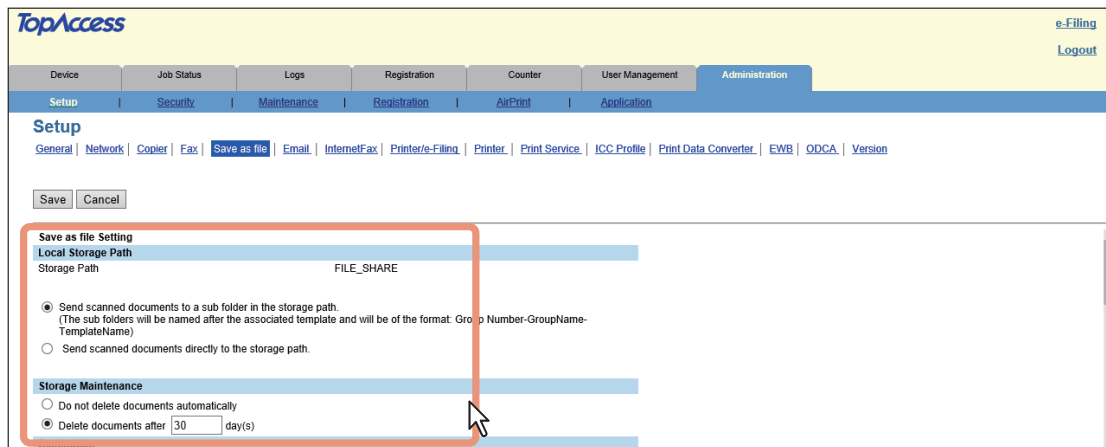 TopAccess
e-Filing
Logout
Device Job Status Logs Registration Counter User Management Administration
Setup | Security | Maintenance | Registration | AirPrint | Application
Setup
General | Network | Copier | Fax | Save as file | Email | InternetFax | Printer/e-Filing | Printer | Print Service | ICC Profile | Print Data Converter | EWB | ODCA | Version
Save Cancel
Save as file Setting
Local Storage Path
Storage Path FILE_SHARE
Send scanned documents to a sub folder in the storage path.
(The sub folders will be named after the associated template and will be of the format: Group Number-GroupName-
TemplateName)
Send scanned documents directly to the storage path.
Storage Maintenance
Do not delete documents automatically
Delete documents after 30 day(s)